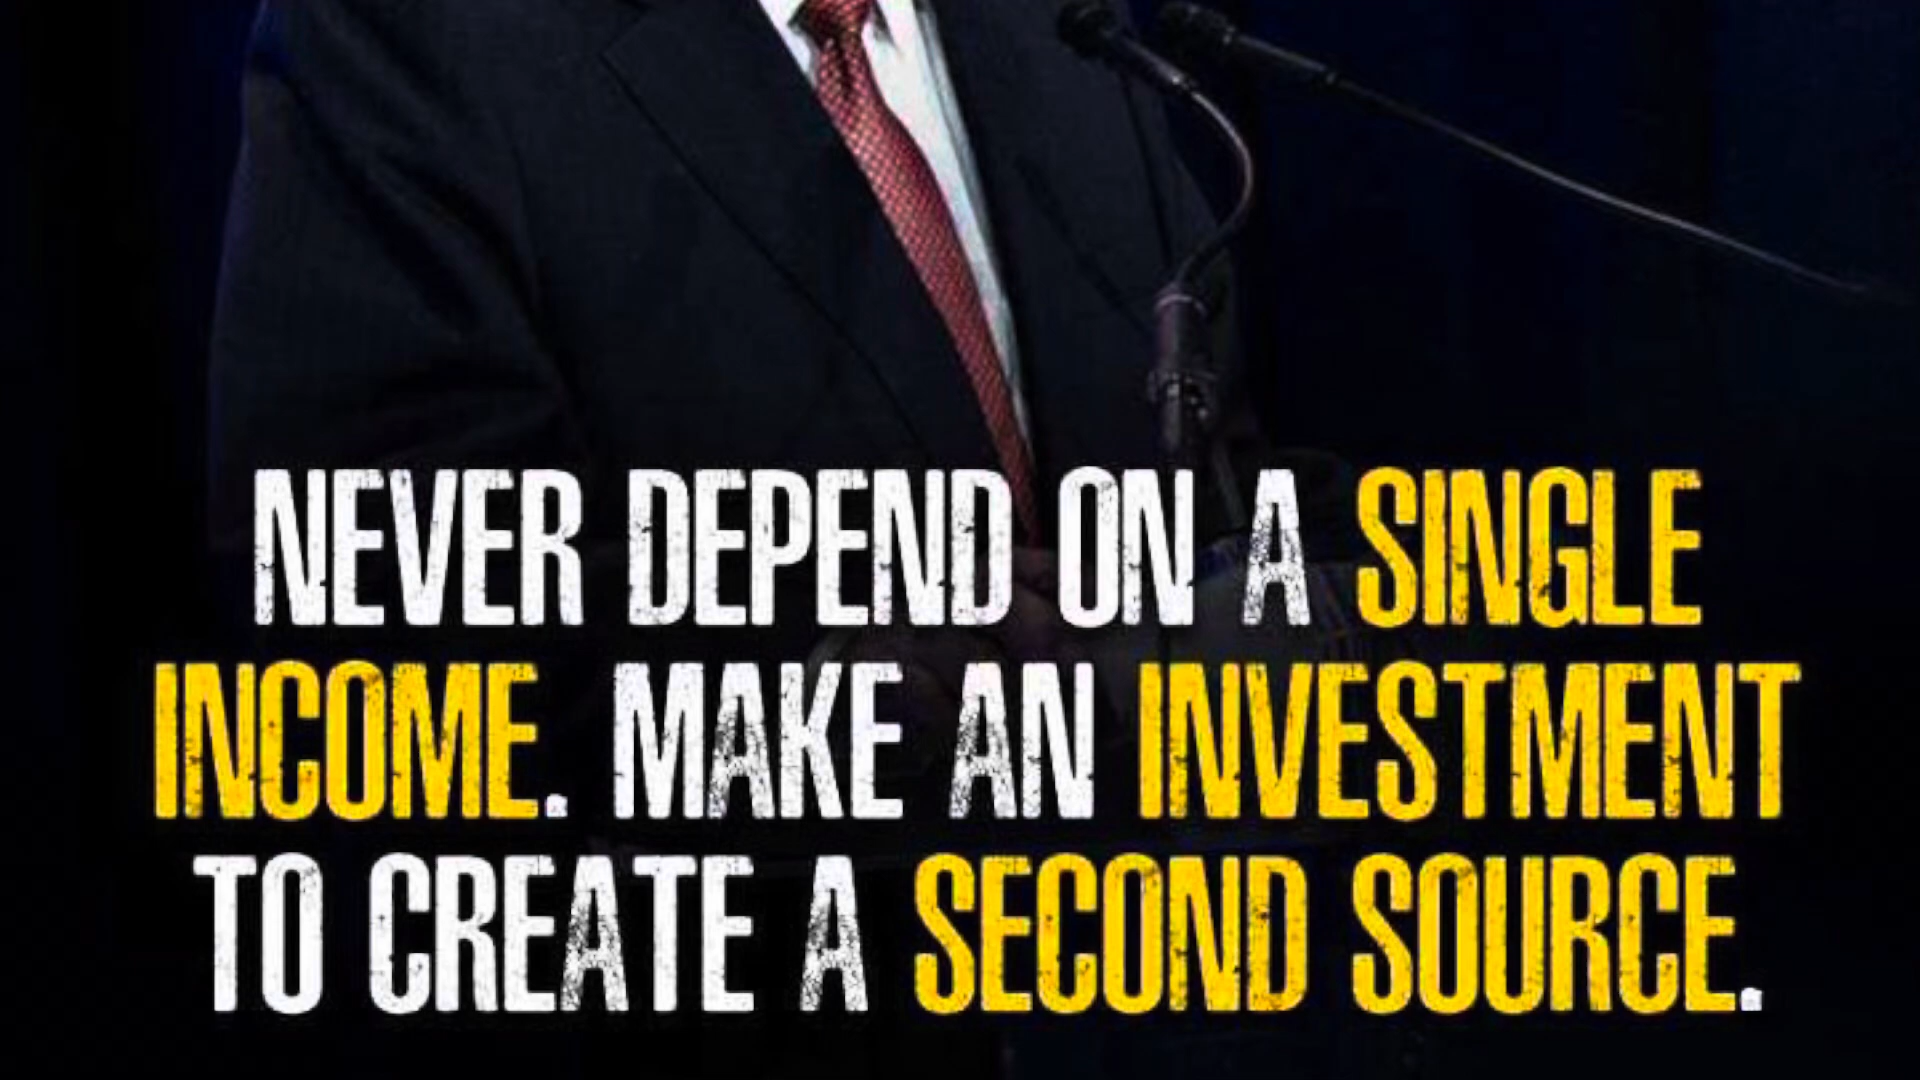 NEVER DEPEND ON A SINGLE
INCOME. MAKE AN INVESTMENT
TO CREATE A SECOND SOURCE.